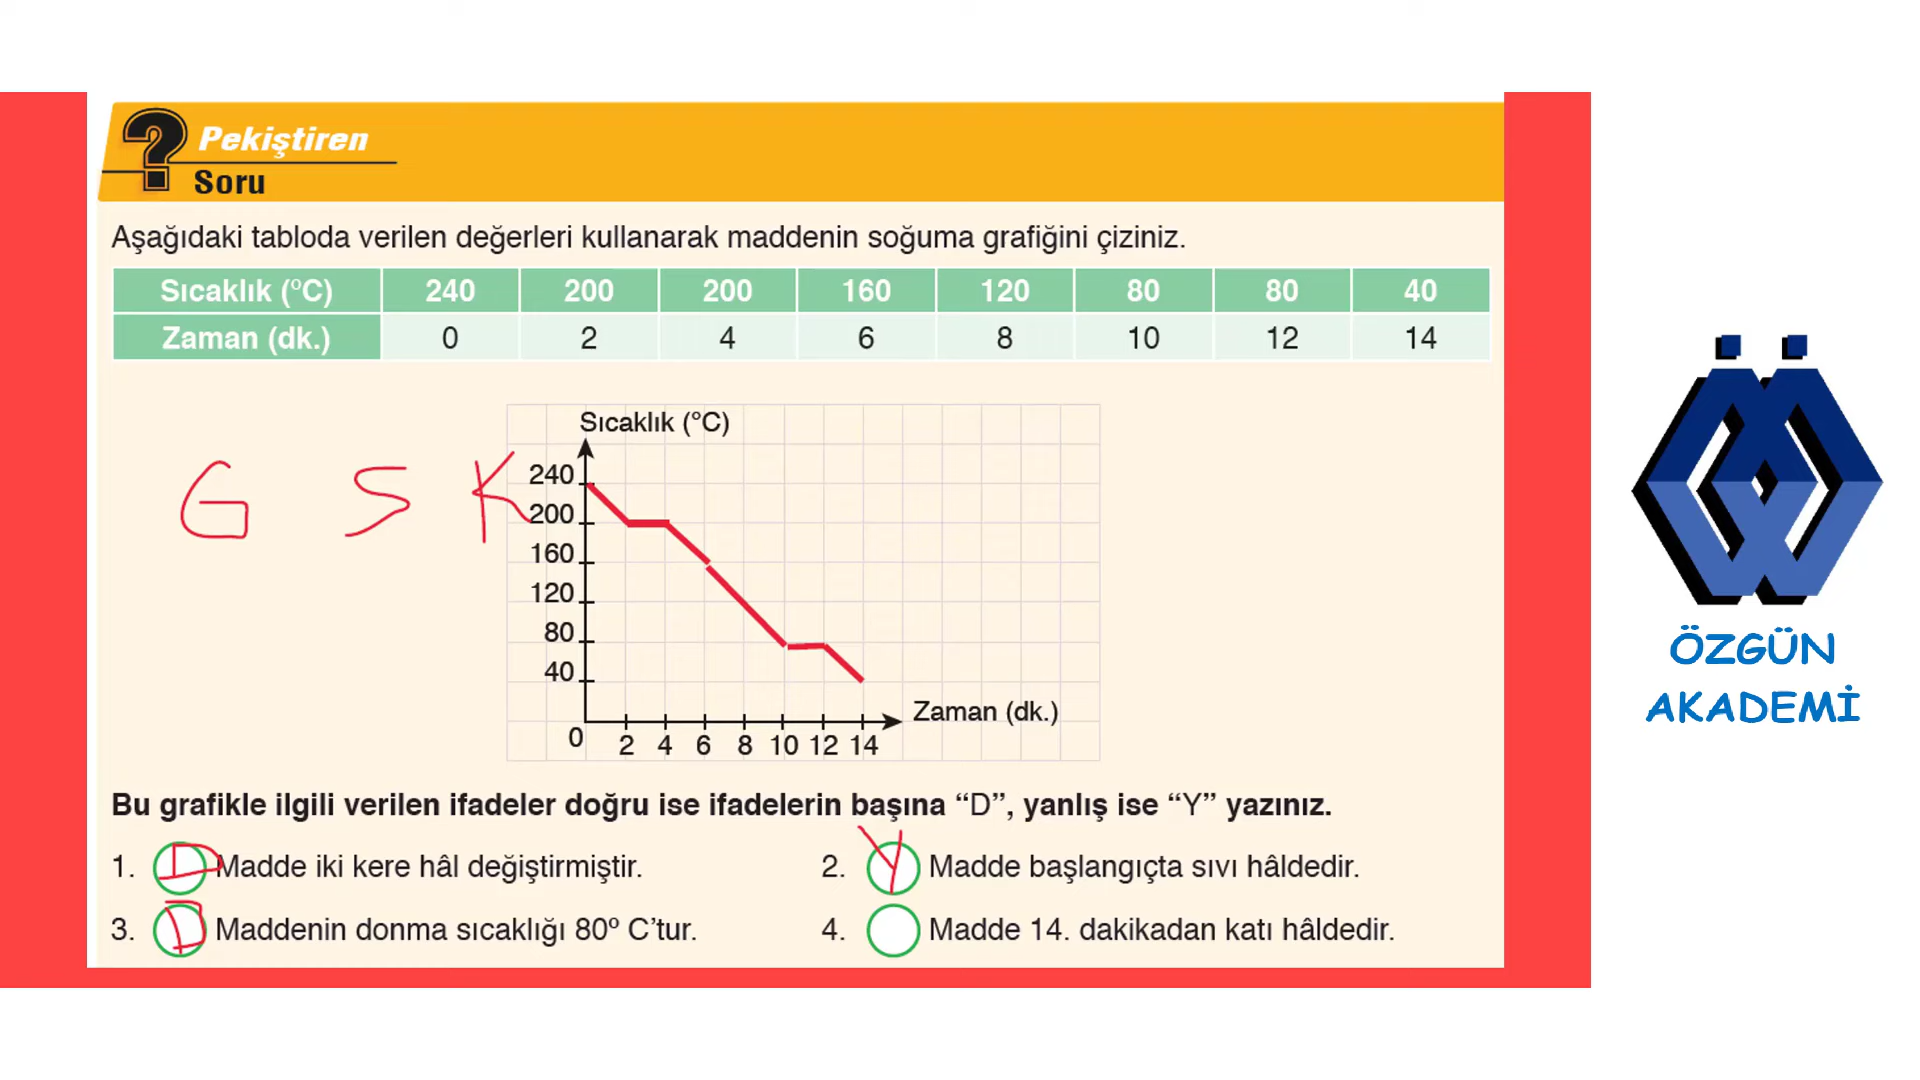 Pekiştiren
Soru
Aşağıdaki tabloda verilen değerleri kullanarak maddenin soğuma grafiğini çiziniz.
Sıcaklık (°C) 240 200 200 160 120 80 80 40
Zaman (dk.) 0 2 4 6 8 10 12 14
Sıcaklık (°C)
G S K
240
200
160
120
80
40
Zaman (dk.)
0 2 4 6 8 10 12 14
Bu grafikle ilgili verilen ifadeler doğru ise ifadelerin başına “D”, yanlış ise “Y” yazınız.
1. D Madde iki kere hâl değiştirmiştir.
2. Y Madde başlangıçta sıvı hâldedir.
3. D Maddenin donma sıcaklığı 80º C’tur.
4. Madde 14. dakikadan katı hâldedir.
ÖZGÜN
AKADEMİ